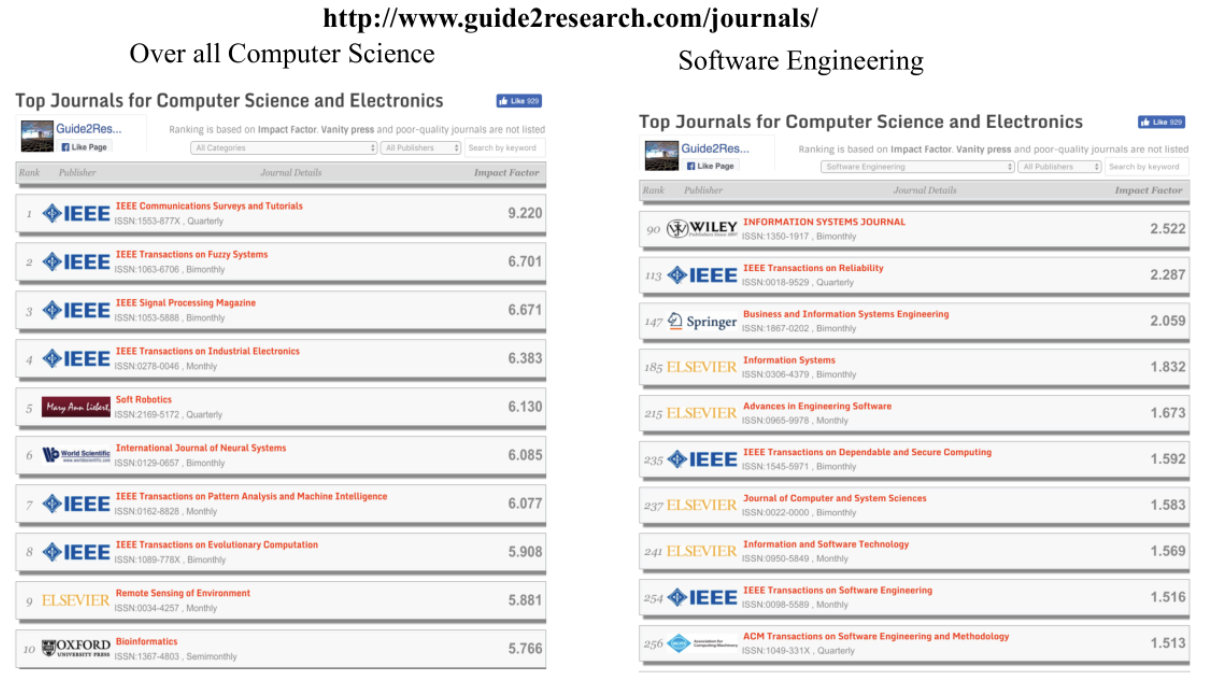 http://www.guide2research.com/journals/
Over all Computer Science
Top Journals for Computer Science and Electronics
Like 929
Guide2Res...
Like Page
Ranking is based on Impact Factor. Vanity press and poor-quality journals are not listed
All Categories
All Publishers
Search by keyword
Rank Publisher Journal Details Impact Factor
1 IEEE IEEE Communications Surveys and Tutorials 9.220
ISSN:1553-877X , Quarterly
2 IEEE IEEE Transactions on Fuzzy Systems 6.701
ISSN:1063-6706 , Bimonthly
3 IEEE IEEE Signal Processing Magazine 6.671
ISSN:1053-5888 , Bimonthly
4 IEEE IEEE Transactions on Industrial Electronics 6.383
ISSN:0278-0046 , Monthly
5 Mary Ann Liebert, Soft Robotics 6.130
ISSN:2169-5172 , Quarterly
6 World Scientific International Journal of Neural Systems 6.085
www.worldscientific.com
ISSN:0129-0657 , Bimonthly
7 IEEE IEEE Transactions on Pattern Analysis and Machine Intelligence 6.077
ISSN:0162-8828 , Monthly
8 IEEE IEEE Transactions on Evolutionary Computation 5.908
ISSN:1089-778X , Bimonthly
9 ELSEVIER Remote Sensing of Environment 5.881
ISSN:0034-4257 , Monthly
10 OXFORD Bioinformatics 5.766
UNIVERSITY PRESS
ISSN:1367-4803 , Semimonthly
Software Engineering
Top Journals for Computer Science and Electronics
Like 929
Guide2Res...
Like Page
Ranking is based on Impact Factor. Vanity press and poor-quality journals are not listed
Software Engineering
All Publishers
Search by keyword
Rank Publisher Journal Details Impact Factor
90 WILEY INFORMATION SYSTEMS JOURNAL 2.522
ISSN:1350-1917 , Bimonthly
113 IEEE IEEE Transactions on Reliability 2.287
ISSN:0018-9529 , Quarterly
147 Springer Business and Information Systems Engineering 2.059
ISSN:1867-0202 , Bimonthly
185 ELSEVIER Information Systems 1.832
ISSN:0306-4379 , Bimonthly
215 ELSEVIER Advances in Engineering Software 1.673
ISSN:0965-9978 , Monthly
235 IEEE IEEE Transactions on Dependable and Secure Computing 1.592
ISSN:1545-5971 , Bimonthly
237 ELSEVIER Journal of Computer and System Sciences 1.583
ISSN:0022-0000 , Bimonthly
241 ELSEVIER Information and Software Technology 1.569
ISSN:0950-5849 , Monthly
254 IEEE IEEE Transactions on Software Engineering 1.516
ISSN:0098-5589 , Monthly
256 Association for Computing Machinery ACM Transactions on Software Engineering and Methodology 1.513
ISSN:1049-331X , Quarterly